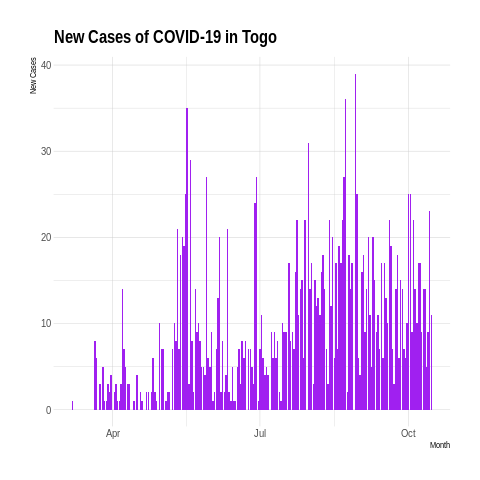 New Cases of COVID-19 in Togo
New Cases
40
30
20
10
0
Apr
Jul
Oct
Month